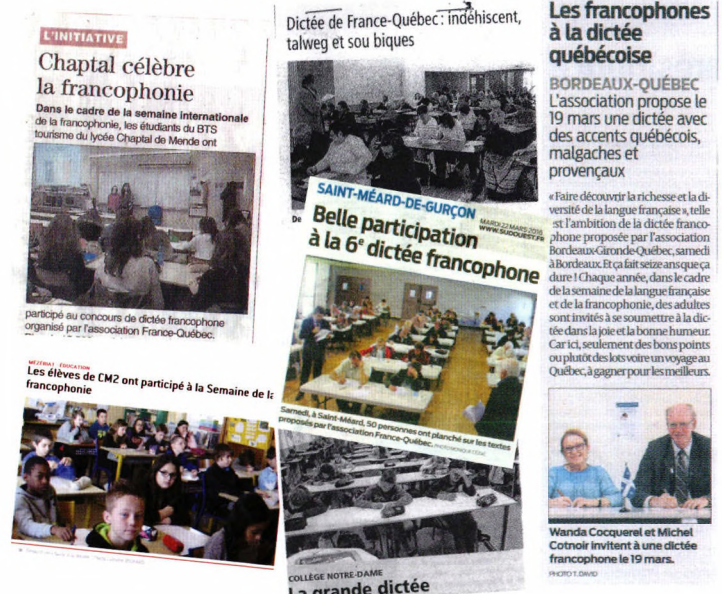 L'INITIATIVE
Chaptal célèbre
la francophonie
Dans le cadre de la semaine internationale
de la francophonie, les étudiants du BTS
tourisme du lycée Chaptal de Mende ont
participé au concours de dictée francophone
organisé par l'association France-Québec.
MÉZÉRIAT ÉDUCATION
Les élèves de CM2 ont participé à la Semaine de la
francophonie
Dictée de France-Québec : indéhiscent,
talweg et sou biques
De
SAINT-MÉARD-DE-GURÇON
MARDI 22 MARS 2016
WWW.SUDOUEST.FR
Belle participation
à la 6e dictée francophone
Samedi, à Saint-Méard, 50 personnes ont planché sur les textes
proposés par l'association France-Québec.
COLLÈGE NOTRE-DAME
La grande dictée
Les francophones
à la dictée
québécoise
BORDEAUX-QUÉBEC
L'association propose le
19 mars une dictée avec
des accents québécois,
malgaches et
provençaux
« Faire découvrir la richesse et la di-
versité de la langue française », telle
est l'ambition de la dictée franco-
phone proposée par l'association
Bordeaux-Gironde-Québec, samedi
à Bordeaux. Et ça fait seize ans que ça
dure ! Chaque année, dans le cadre
de la semaine de la langue française
et de la francophonie, des adultes
sont invités à se soumettre à la dic-
tée dans la joie et la bonne humeur.
Car ici, seulement des bons points
ou plutôt des lots voire un voyage au
Québec, à gagner pour les meilleurs.
Wanda Cocquerel et Michel
Cotnoir invitent à une dictée
francophone le 19 mars.
PHOTO T. DAVID